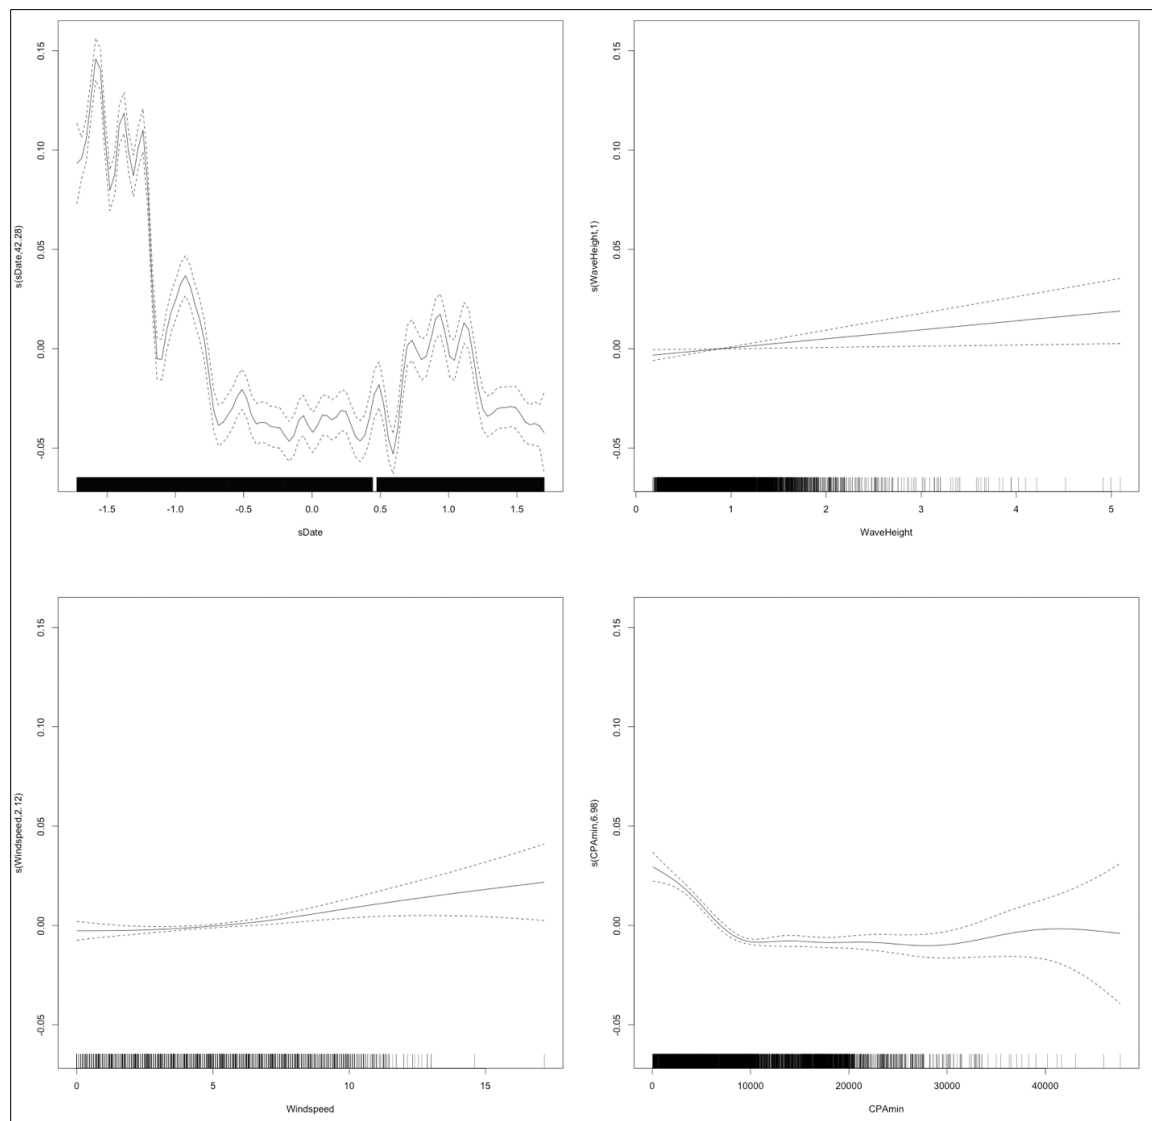 s(sDate,42.28)
0.15
0.10
0.05
0.00
-0.05
-1.5 -1.0 -0.5 0.0 0.5 1.0 1.5
sDate
s(WaveHeight,1)
0.15
0.10
0.05
0.00
-0.05
0 1 2 3 4 5
WaveHeight
s(Windspeed,2.12)
0.15
0.10
0.05
0.00
-0.05
0 5 10 15
Windspeed
s(CPAmin,6.98)
0.15
0.10
0.05
0.00
-0.05
0 10000 20000 30000 40000
CPAmin